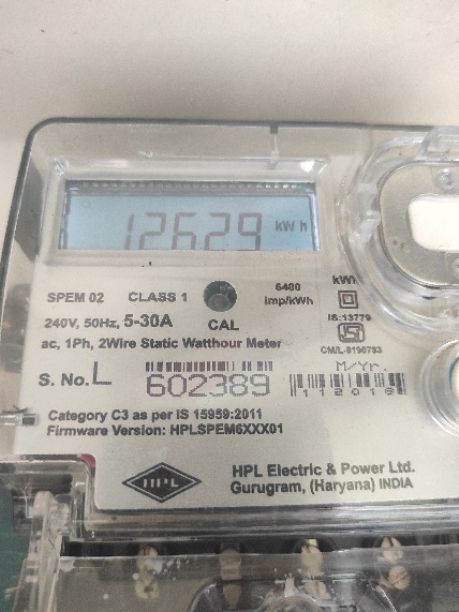 12629 kWh
SPEM 02 CLASS 1 6400 kWh
240V, 50Hz, 5-30A CAL imp/kWh IS:13779
ac, 1Ph, 2Wire Static Watthour Meter CM/L-8190783
S. No. L 602389 M/Yr. 112018
Category C3 as per IS 15959:2011
Firmware Version: HPLSPEM6XXX01
HPL HPL Electric & Power Ltd.
Gurugram, (Haryana) INDIA